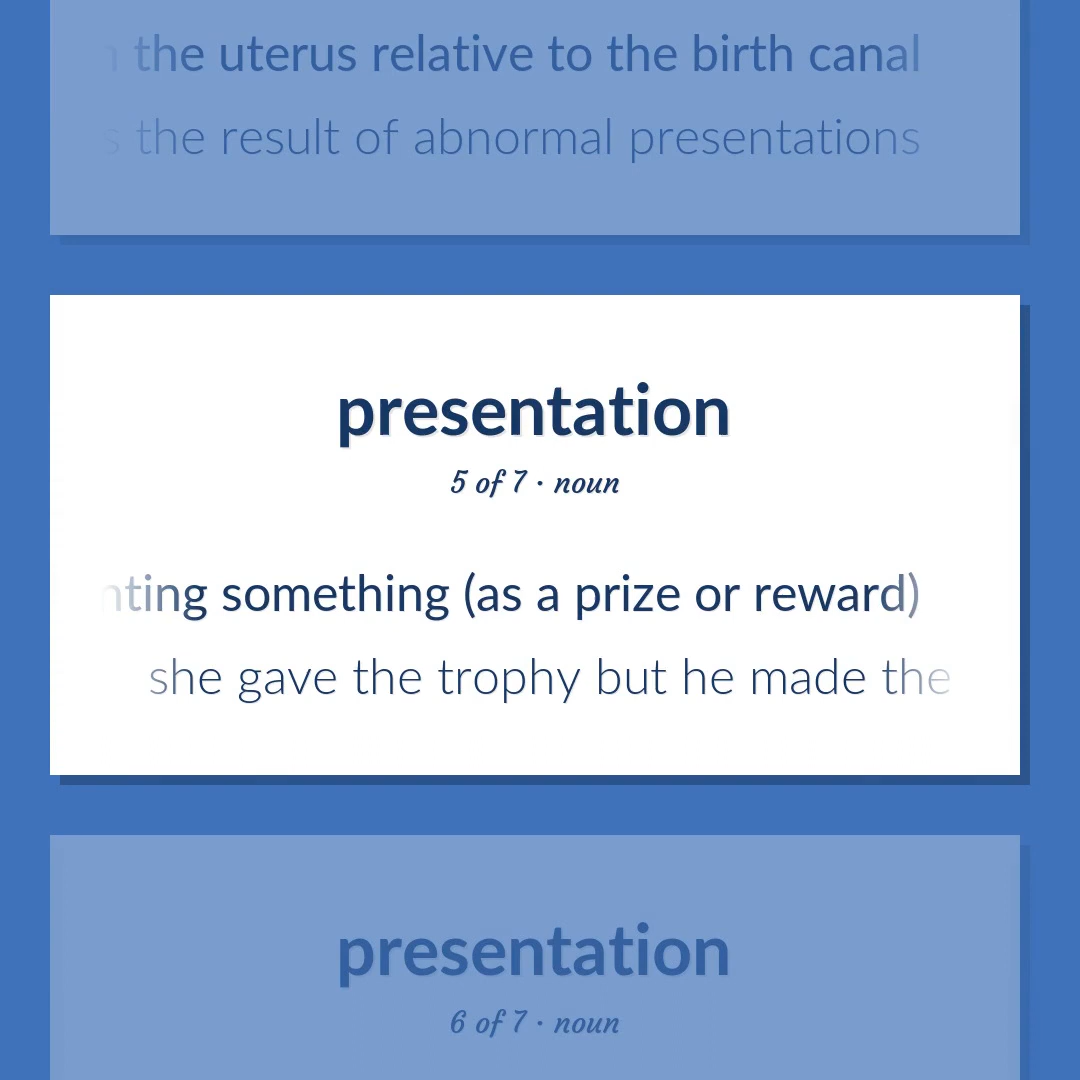 the uterus relative to the birth canal
the result of abnormal presentations
presentation
5 of 7 · noun
nting something (as a prize or reward)
she gave the trophy but he made the
presentation
6 of 7 · noun